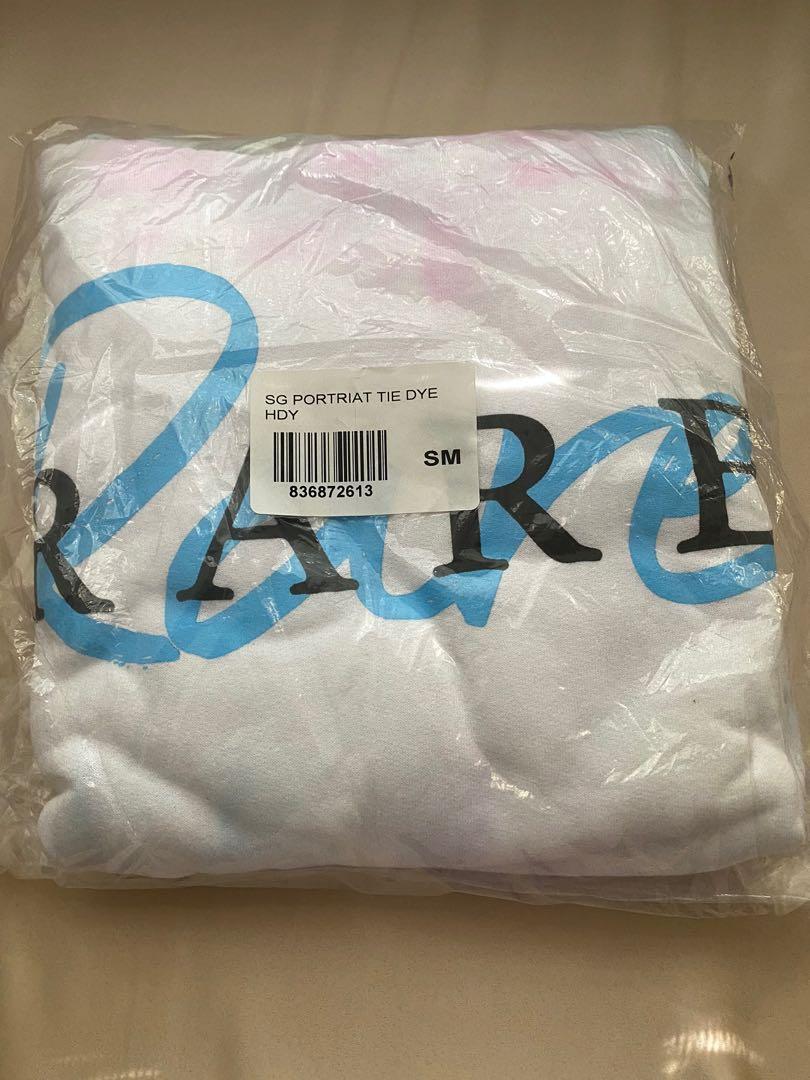 SG PORTRIAT TIE DYE
HDY
SM
836872613
RARE
Rare